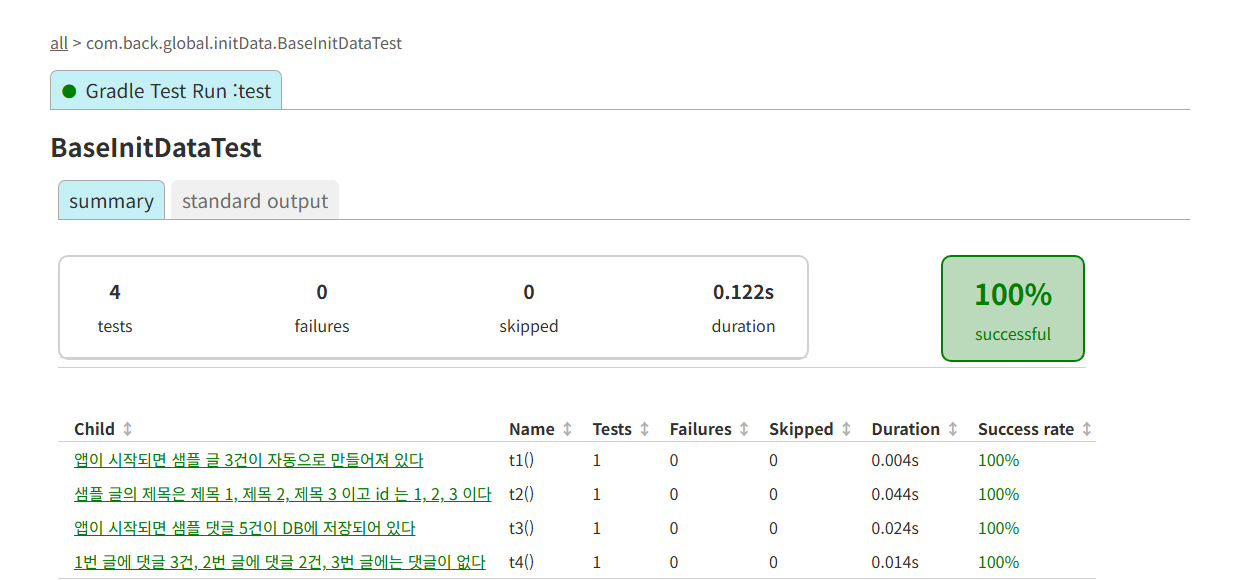 all > com.back.global.initData.BaseInitDataTest
Gradle Test Run :test
BaseInitDataTest
summary standard output
4 0 0 0.122s
tests failures skipped duration
100%
successful
Child Name Tests Failures Skipped Duration Success rate
앱이 시작되면 샘플 글 3건이 자동으로 만들어져 있다 t1() 1 0 0 0.004s 100%
샘플 글의 제목은 제목 1, 제목 2, 제목 3 이고 id 는 1, 2, 3 이다 t2() 1 0 0 0.044s 100%
앱이 시작되면 샘플 댓글 5건이 DB에 저장되어 있다 t3() 1 0 0 0.024s 100%
1번 글에 댓글 3건, 2번 글에 댓글 2건, 3번 글에는 댓글이 없다 t4() 1 0 0 0.014s 100%